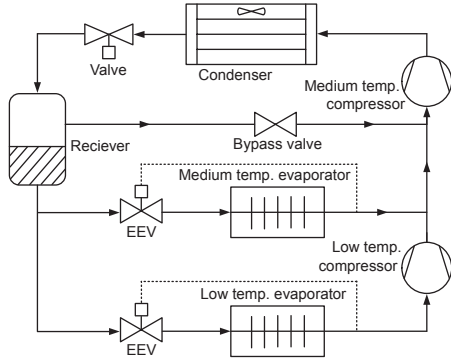 Valve
Condenser
Medium temp.
compressor
Reciever
Bypass valve
Medium temp. evaporator
EEV
Low temp.
compressor
Low temp. evaporator
EEV